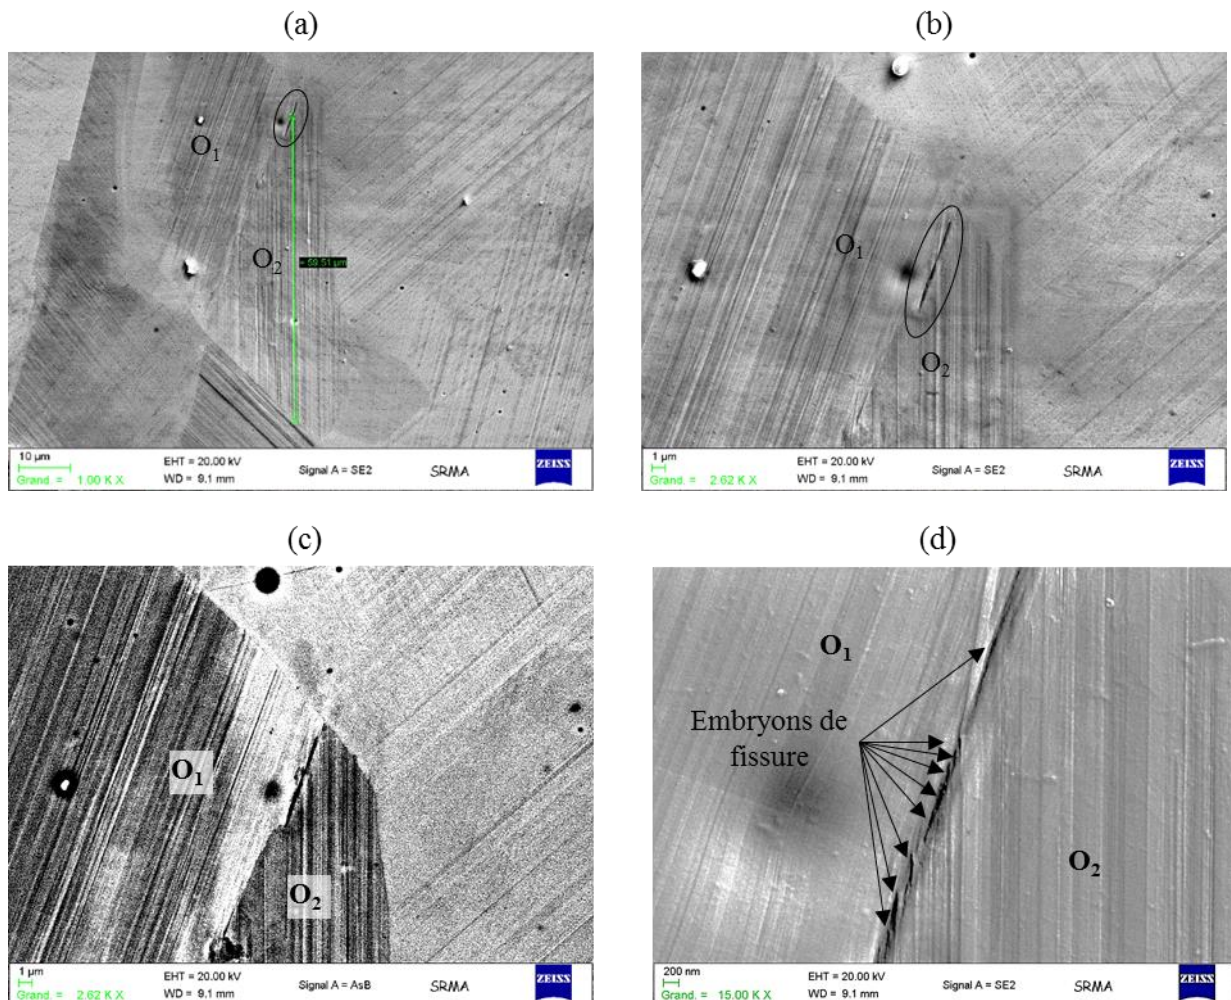 (a)
(b)
O₁
O₂
= 59.51 µm
O₁
O₂
10 µm
EHT = 20.00 kV
Signal A = SE2
SRMA
ZEISS
Grand. = 1.00 K X
WD = 9.1 mm
1 µm
EHT = 20.00 kV
Signal A = SE2
SRMA
ZEISS
Grand. = 2.62 K X
WD = 9.1 mm
(c)
(d)
O₁
O₂
O₁
Embryons de
fissure
O₂
1 µm
EHT = 20.00 kV
Signal A = AsB
SRMA
ZEISS
Grand. = 2.62 K X
WD = 9.1 mm
200 nm
EHT = 20.00 kV
Signal A = SE2
SRMA
ZEISS
Grand. = 15.00 K X
WD = 9.1 mm